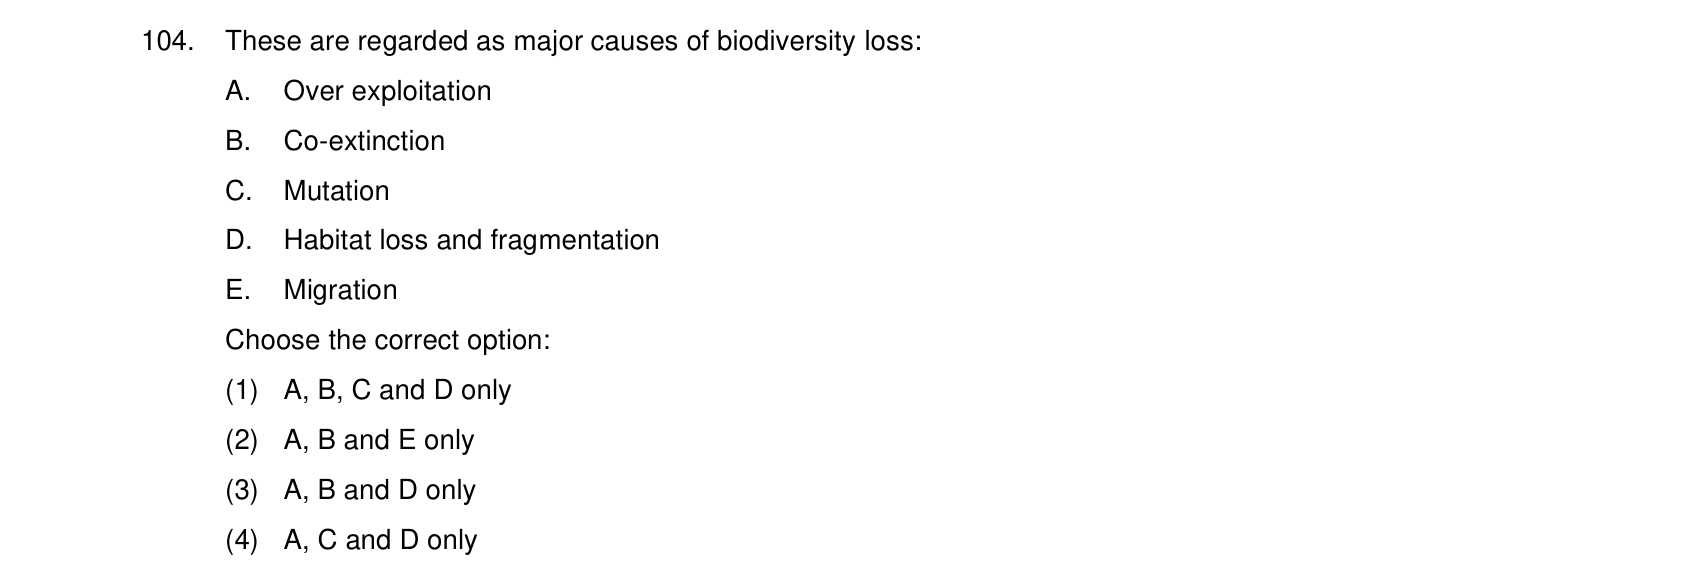 104. These are regarded as major causes of biodiversity loss:
A. Over exploitation
B. Co-extinction
C. Mutation
D. Habitat loss and fragmentation
E. Migration
Choose the correct option:
(1) A, B, C and D only
(2) A, B and E only
(3) A, B and D only
(4) A, C and D only